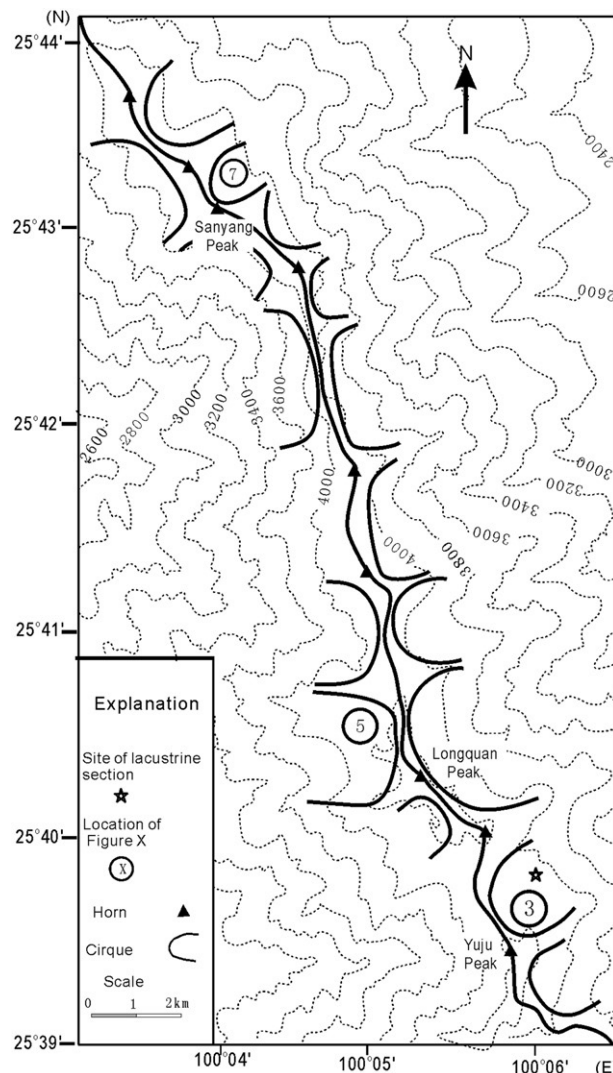 (N)
25°44'
N
2400
7
25°43'
Sanyang
Peak
2600
25°42'
2600
2800
3000
3200
3400
3600
4000
3000
3200
3400
3600
3800
4000
25°41'
Explanation
Site of lacustrine
section
Location of
Figure X
X
Horn
Cirque
Scale
0 1 2km
5
Longquan
Peak
25°40'
3
Yuju
Peak
25°39'
100°04' 100°05' 100°06' (E